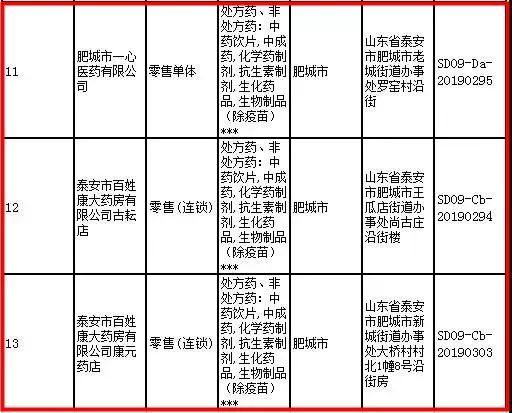 11
肥城市一心
医药有限公
司
零售单体
处方药、非
处方药：中
药饮片,中成
药,化学药制
剂,抗生素制
剂,生化药
品,生物制品
（除疫苗）
***
肥城市
山东省泰安
市肥城市老
城街道办事
处罗窑村沿
街
SD09-Da-
20190295
12
泰安市百姓
康大药房有
限公司古耘
店
零售(连锁)
处方药、非
处方药：中
药饮片,中成
药,化学药制
剂,抗生素制
剂,生化药
品,生物制品
（除疫苗）
***
肥城市
山东省泰安
市肥城市王
瓜店街道办
事处尚古庄
沿街楼
SD09-Cb-
20190294
13
泰安市百姓
康大药房有
限公司康元
药店
零售(连锁)
处方药、非
处方药：中
药饮片,中成
药,化学药制
剂,抗生素制
剂,生化药
品,生物制品
（除疫苗）
***
肥城市
山东省泰安
市肥城市新
城街道办事
处大桥村村
北1幢8号沿
街房
SD09-Cb-
20190303